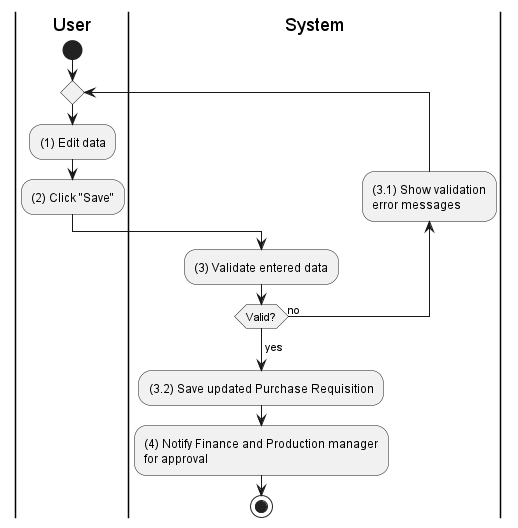 User
System
(1) Edit data
(2) Click "Save"
(3.1) Show validation
error messages
(3) Validate entered data
Valid?
no
yes
(3.2) Save updated Purchase Requisition
(4) Notify Finance and Production manager
for approval